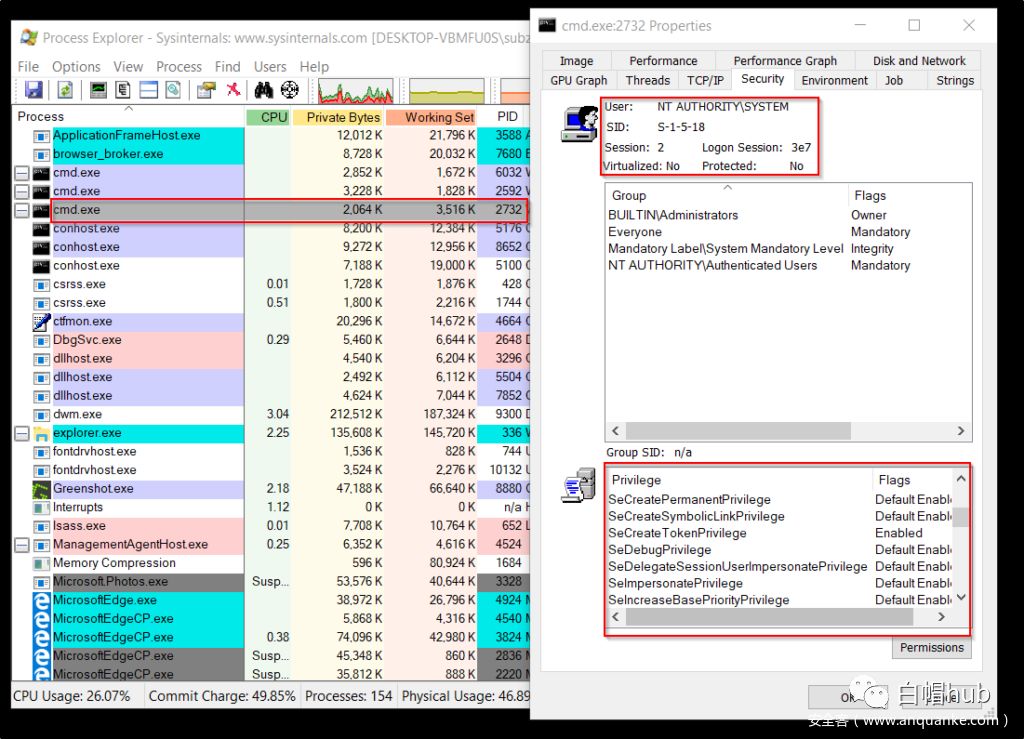 Process Explorer - Sysinternals: www.sysinternals.com [DESKTOP-VBMFU0S\subz
File Options View Process Find Users Help
Process CPU Private Bytes Working Set PID
ApplicationFrameHost.exe 12,012 K 21,796 K 3588
browser_broker.exe 8,728 K 20,032 K 7680
cmd.exe 2,852 K 1,672 K 6032
cmd.exe 3,228 K 1,828 K 2592
cmd.exe 2,064 K 3,516 K 2732
conhost.exe 8,200 K 12,384 K 5176
conhost.exe 9,272 K 12,956 K 8652
conhost.exe 7,188 K 19,000 K 5100
csrss.exe 0.01 1,728 K 1,876 K 428
csrss.exe 0.51 1,800 K 2,216 K 1744
ctfmon.exe 20,296 K 14,672 K 4664
DbgSvc.exe 0.29 5,460 K 6,644 K 2648
dllhost.exe 4,540 K 6,204 K 3296
dllhost.exe 2,492 K 6,112 K 5504
dllhost.exe 4,624 K 7,044 K 7852
dwm.exe 3.04 212,512 K 187,324 K 9300
explorer.exe 2.25 135,608 K 145,720 K 336
fontdrvhost.exe 1,536 K 828 K 744
fontdrvhost.exe 3,524 K 2,276 K 10132
Greenshot.exe 2.18 47,188 K 66,640 K 8880
Interrupts 1.12 0 K 0 K n/a
lsass.exe 0.01 7,708 K 10,764 K 652
ManagementAgentHost.exe 0.25 6,352 K 4,616 K 4524
Memory Compression 596 K 80,924 K 1684
Microsoft.Photos.exe Susp... 53,576 K 40,644 K 3328
MicrosoftEdge.exe 38,972 K 26,796 K 4924
MicrosoftEdgeCP.exe 5,868 K 4,316 K 4540
MicrosoftEdgeCP.exe 0.38 74,096 K 42,980 K 3824
MicrosoftEdgeCP.exe Susp... 45,348 K 860 K 2836
MicrosoftEdgeCP.exe Susp... 35,812 K 888 K 2220
CPU Usage: 26.07% Commit Charge: 49.85% Processes: 154 Physical Usage: 46.89
cmd.exe:2732 Properties
Image Performance Performance Graph Disk and Network
GPU Graph Threads TCP/IP Security Environment Job Strings
User: NT AUTHORITY\SYSTEM
SID: S-1-5-18
Session: 2 Logon Session: 3e7
Virtualized: No Protected: No
Group Flags
BUILTIN\Administrators Owner
Everyone Mandatory
Mandatory Label\System Mandatory Level Integrity
NT AUTHORITY\Authenticated Users Mandatory
Group SID: n/a
Privilege Flags
SeCreatePermanentPrivilege Default Enabl
SeCreateSymbolicLinkPrivilege Default Enabl
SeCreateTokenPrivilege Enabled
SeDebugPrivilege Default Enabl
SeDelegateSessionUserImpersonatePrivilege Default Enabl
SeImpersonatePrivilege Default Enabl
SeIncreaseBasePriorityPrivilege Default Enabl
Permissions
OK
白帽hub
安全客（www.anquanke.com）